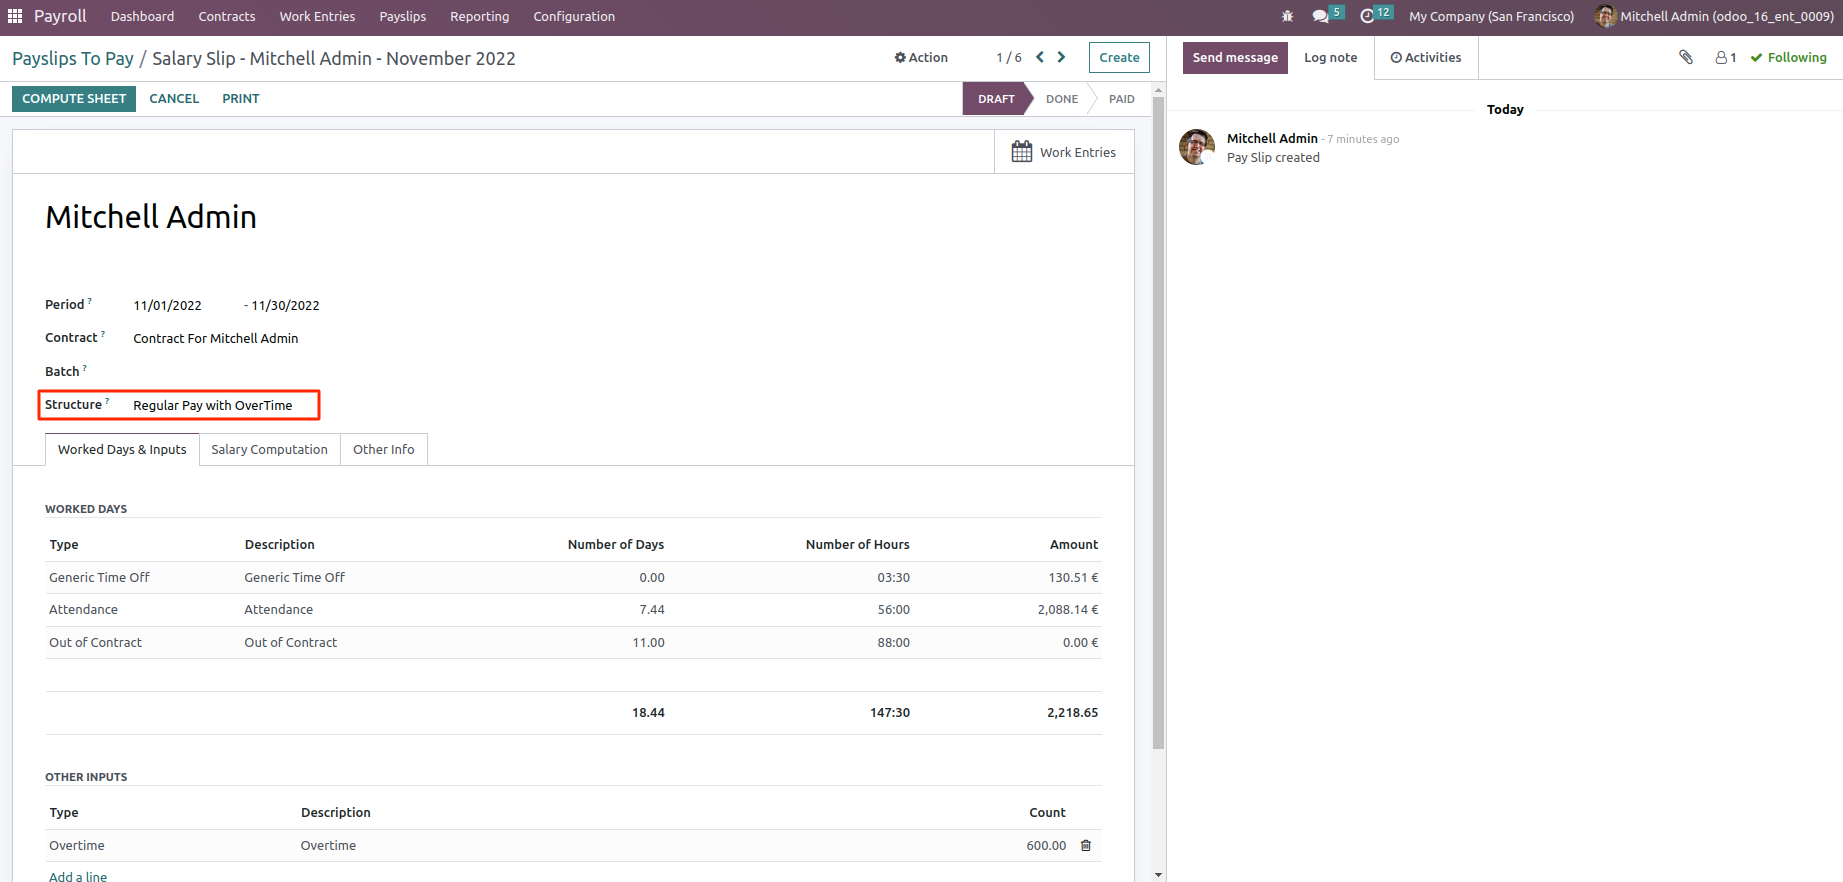 Payroll Dashboard Contracts Work Entries Payslips Reporting Configuration 5 12 My Company (San Francisco) Mitchell Admin (odoo_16_ent_0009)
Payslips To Pay / Salary Slip - Mitchell Admin - November 2022 Action 1 / 6 Create
Send message Log note Activities 1 Following
COMPUTE SHEET CANCEL PRINT DRAFT DONE PAID
Today
Mitchell Admin - 7 minutes ago
Pay Slip created
Work Entries
Mitchell Admin
Period ? 11/01/2022 - 11/30/2022
Contract ? Contract For Mitchell Admin
Batch ?
Structure ? Regular Pay with OverTime
Worked Days & Inputs Salary Computation Other Info
WORKED DAYS
Type Description Number of Days Number of Hours Amount
Generic Time Off Generic Time Off 0.00 03:30 130.51 €
Attendance Attendance 7.44 56:00 2,088.14 €
Out of Contract Out of Contract 11.00 88:00 0.00 €
18.44 147:30 2,218.65
OTHER INPUTS
Type Description Count
Overtime Overtime 600.00
Add a line